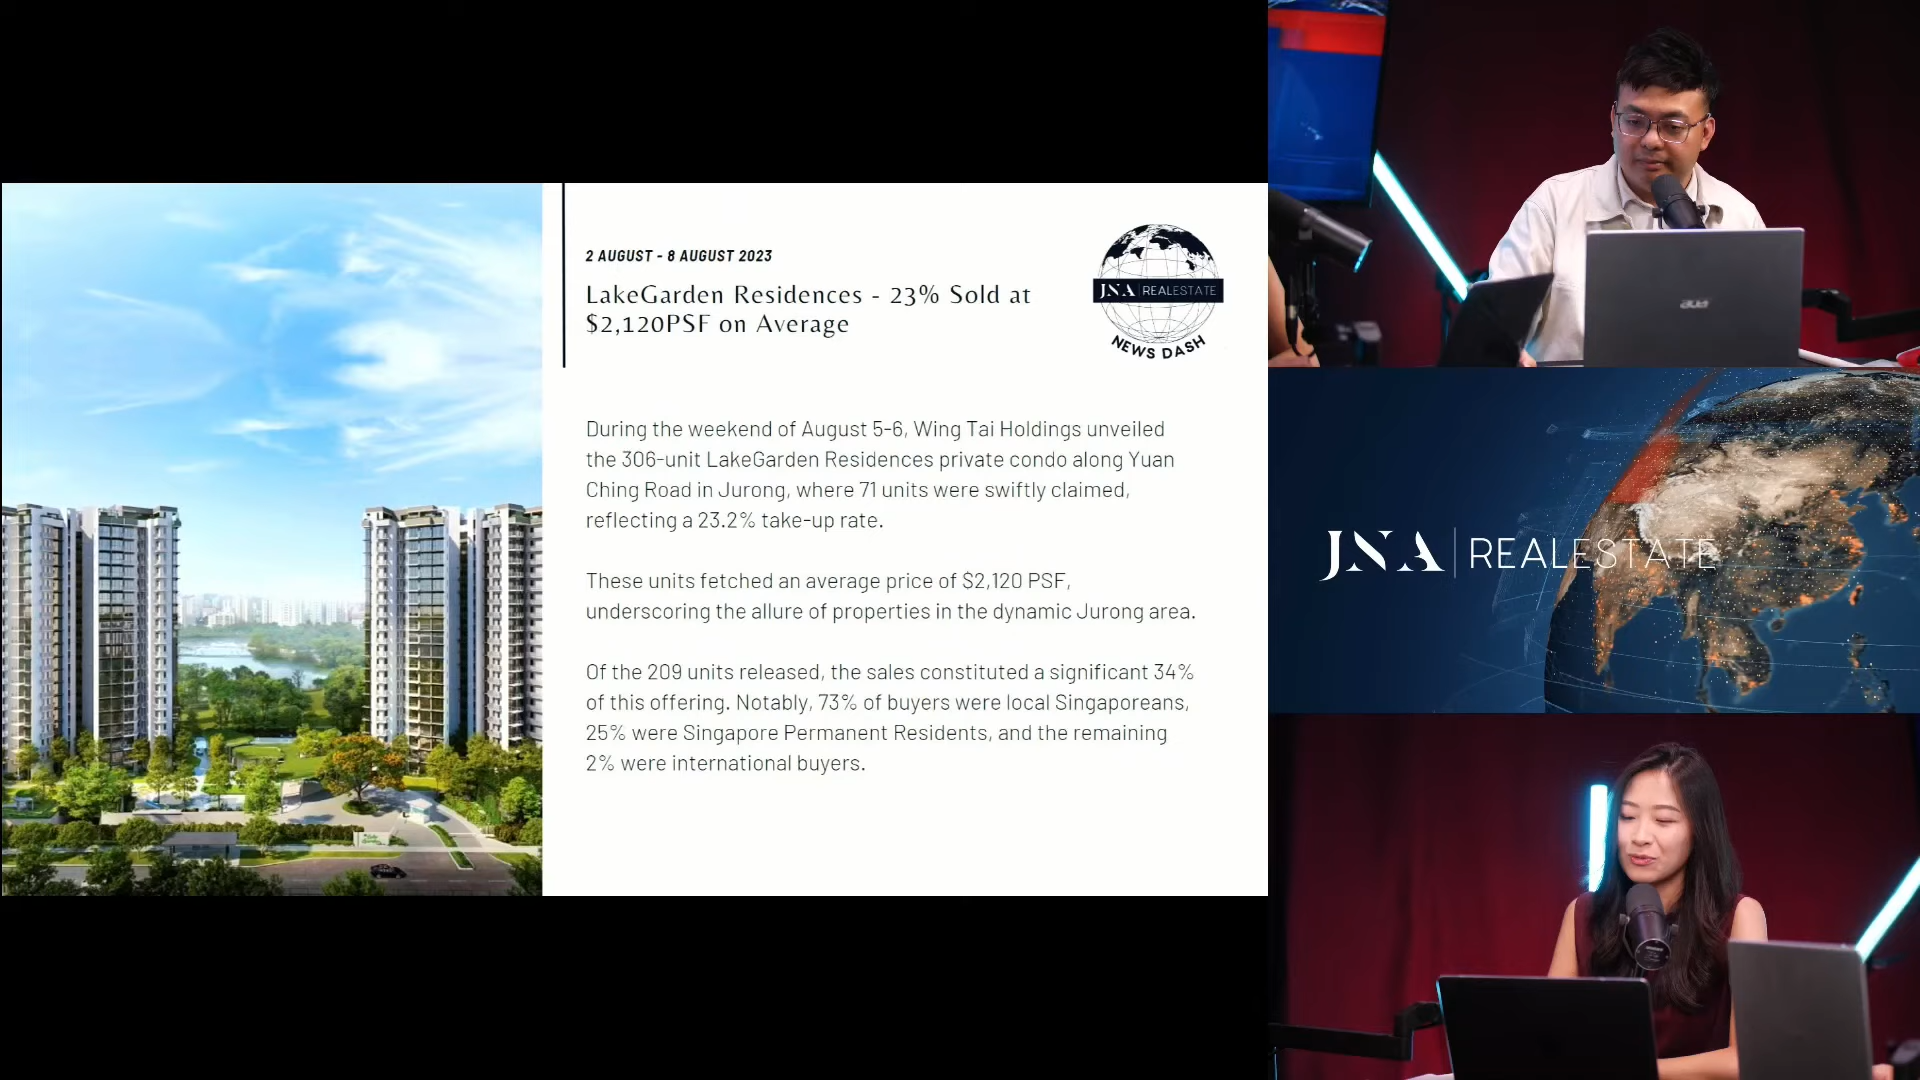 2 AUGUST - 8 AUGUST 2023
LakeGarden Residences - 23% Sold at
$2,120PSF on Average
JNA | REALESTATE
NEWS DASH
During the weekend of August 5-6, Wing Tai Holdings unveiled
the 306-unit LakeGarden Residences private condo along Yuan
Ching Road in Jurong, where 71 units were swiftly claimed,
reflecting a 23.2% take-up rate.
These units fetched an average price of $2,120 PSF,
underscoring the allure of properties in the dynamic Jurong area.
Of the 209 units released, the sales constituted a significant 34%
of this offering. Notably, 73% of buyers were local Singaporeans,
25% were Singapore Permanent Residents, and the remaining
2% were international buyers.
acer
JNA | REALESTATE